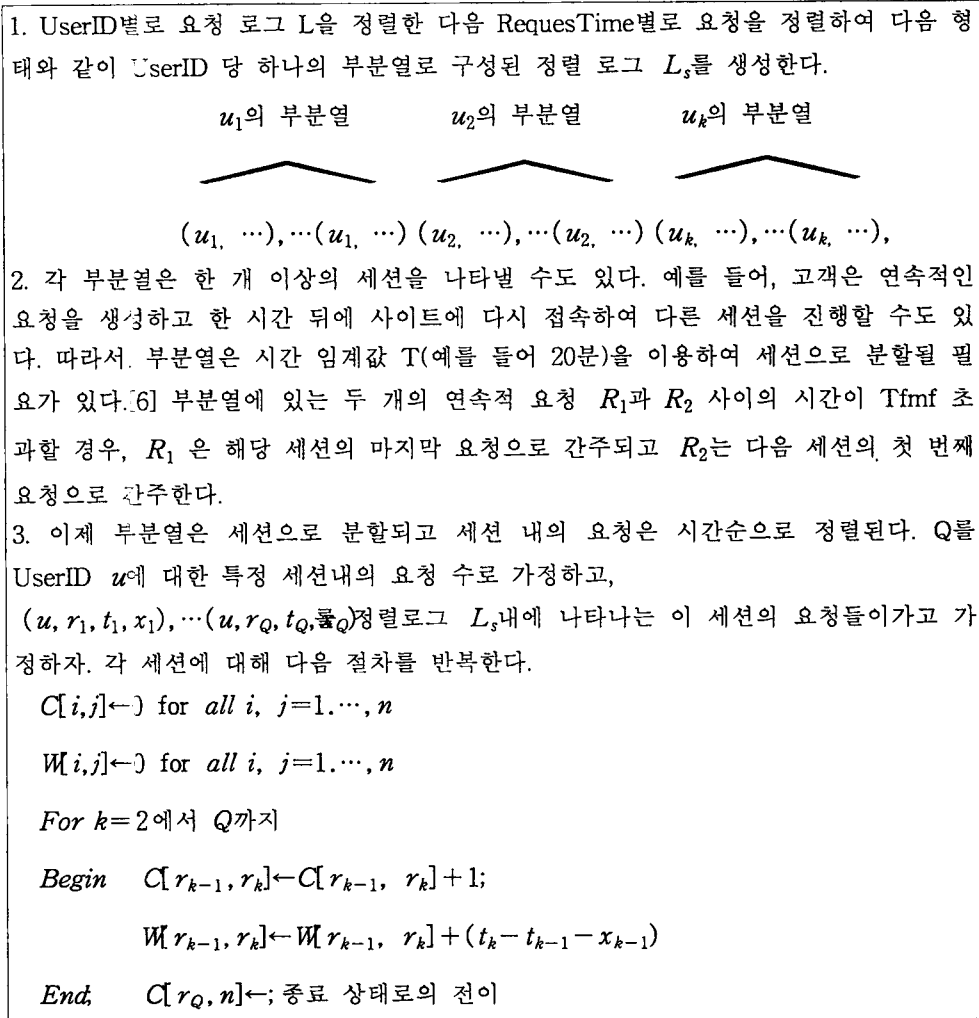 1. UserID별로 요청 로그 L을 정렬한 다음 RequesTime별로 요청을 정렬하여 다음 형
태와 같이 UserID 당 하나의 부분열로 구성된 정렬 로그 Lₛ를 생성한다.
u₁의 부분열 u₂의 부분열 uₖ의 부분열
(u₁, ⋯),⋯(u₁, ⋯) (u₂, ⋯),⋯(u₂, ⋯) (uₖ, ⋯),⋯(uₖ, ⋯),
2. 각 부분열은 한 개 이상의 세션을 나타낼 수도 있다. 예를 들어, 고객은 연속적인
요청을 생성하고 한 시간 뒤에 사이트에 다시 접속하여 다른 세션을 진행할 수도 있
다. 따라서. 부분열은 시간 임계값 T(예를 들어 20분)을 이용하여 세션으로 분할될 필
요가 있다.[6] 부분열에 있는 두 개의 연속적 요청 R₁과 R₂ 사이의 시간이 Tfmf 초
과할 경우, R₁ 은 해당 세션의 마지막 요청으로 간주되고 R₂는 다음 세션의 첫 번째
요청으로 간주한다.
3. 이제 부분열은 세션으로 분할되고 세션 내의 요청은 시간순으로 정렬된다. Q를
UserID u에 대한 특정 세션내의 요청 수로 가정하고,
(u, r₁, t₁, x₁),⋯(u, r_Q, t_Q, _Q)정렬로그 Lₛ내에 나타나는 이 세션의 요청들이가고 가
정하자. 각 세션에 대해 다음 절차를 반복한다.
C[i,j]←0 for all i, j=1.⋯, n
W[i,j]←0 for all i, j=1.⋯, n
For k=2에서 Q까지
Begin C[r_{k-1}, r_k]←C[r_{k-1}, r_k]+1;
W[r_{k-1}, r_k]←W[r_{k-1}, r_k]+(t_k-t_{k-1}-x_{k-1})
End; C[r_Q, n]←;종료 상태로의 전이